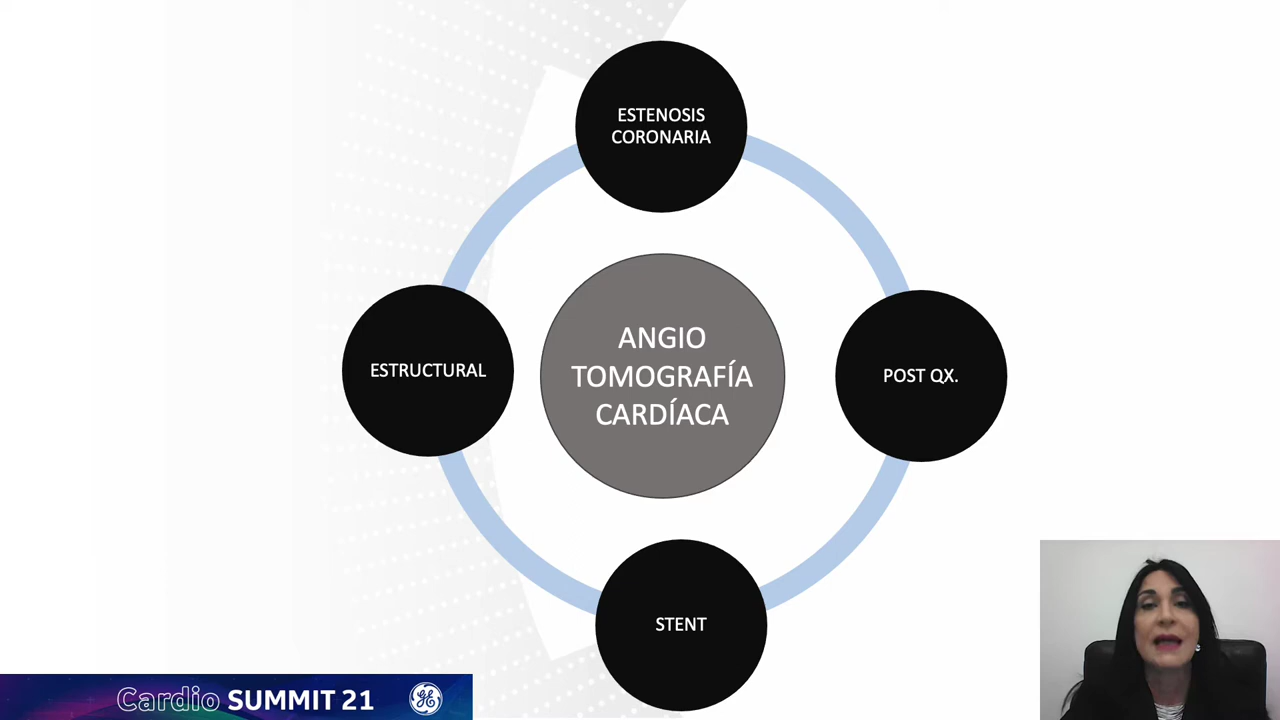 ESTENOSIS
CORONARIA
ANGIO
TOMOGRAFÍA
CARDÍACA
ESTRUCTURAL
POST QX.
STENT
Cardio SUMMIT 21